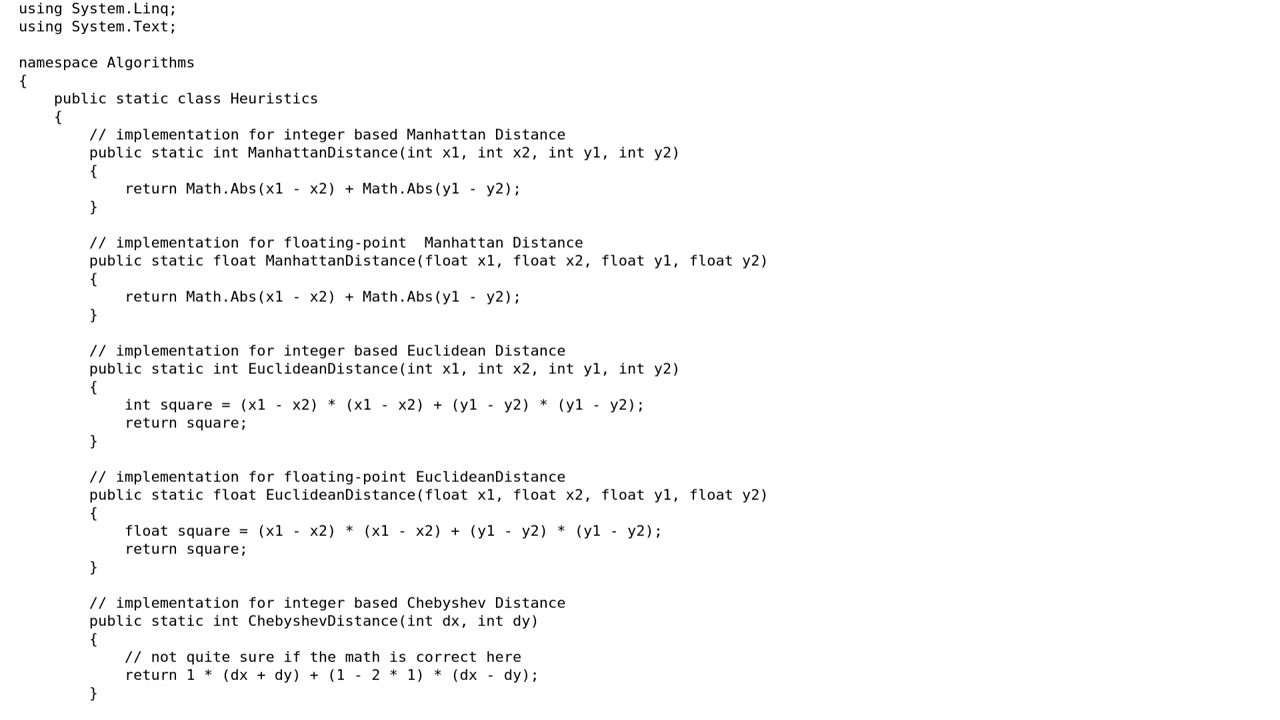 using System.Linq;
using System.Text;

namespace Algorithms
{
    public static class Heuristics
    {
        // implementation for integer based Manhattan Distance
        public static int ManhattanDistance(int x1, int x2, int y1, int y2)
        {
            return Math.Abs(x1 - x2) + Math.Abs(y1 - y2);
        }

        // implementation for floating-point  Manhattan Distance
        public static float ManhattanDistance(float x1, float x2, float y1, float y2)
        {
            return Math.Abs(x1 - x2) + Math.Abs(y1 - y2);
        }

        // implementation for integer based Euclidean Distance
        public static int EuclideanDistance(int x1, int x2, int y1, int y2)
        {
            int square = (x1 - x2) * (x1 - x2) + (y1 - y2) * (y1 - y2);
            return square;
        }

        // implementation for floating-point EuclideanDistance
        public static float EuclideanDistance(float x1, float x2, float y1, float y2)
        {
            float square = (x1 - x2) * (x1 - x2) + (y1 - y2) * (y1 - y2);
            return square;
        }

        // implementation for integer based Chebyshev Distance
        public static int ChebyshevDistance(int dx, int dy)
        {
            // not quite sure if the math is correct here
            return 1 * (dx + dy) + (1 - 2 * 1) * (dx - dy);
        }